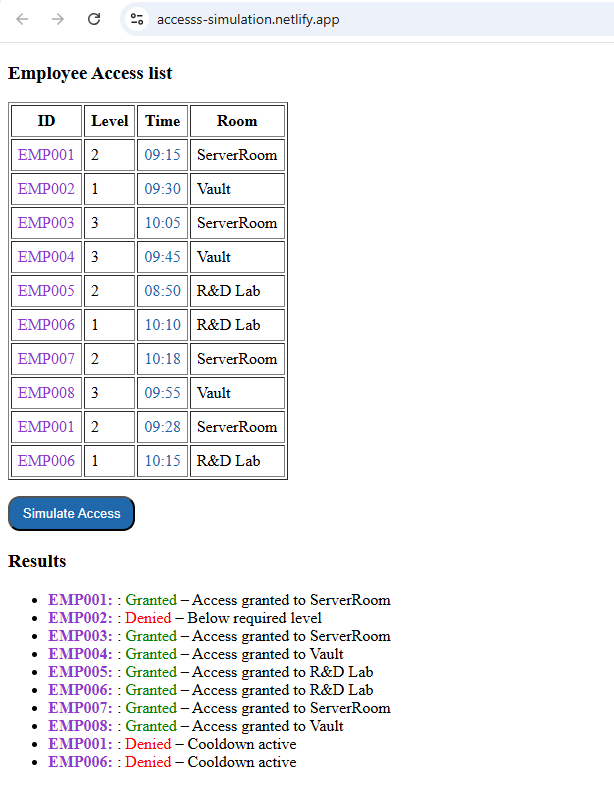 accesss-simulation.netlify.app
Employee Access list
ID Level Time Room
EMP001 2 09:15 ServerRoom
EMP002 1 09:30 Vault
EMP003 3 10:05 ServerRoom
EMP004 3 09:45 Vault
EMP005 2 08:50 R&D Lab
EMP006 1 10:10 R&D Lab
EMP007 2 10:18 ServerRoom
EMP008 3 09:55 Vault
EMP001 2 09:28 ServerRoom
EMP006 1 10:15 R&D Lab
Simulate Access
Results
• EMP001: : Granted – Access granted to ServerRoom
• EMP002: : Denied – Below required level
• EMP003: : Granted – Access granted to ServerRoom
• EMP004: : Granted – Access granted to Vault
• EMP005: : Granted – Access granted to R&D Lab
• EMP006: : Granted – Access granted to R&D Lab
• EMP007: : Granted – Access granted to ServerRoom
• EMP008: : Granted – Access granted to Vault
• EMP001: : Denied – Cooldown active
• EMP006: : Denied – Cooldown active